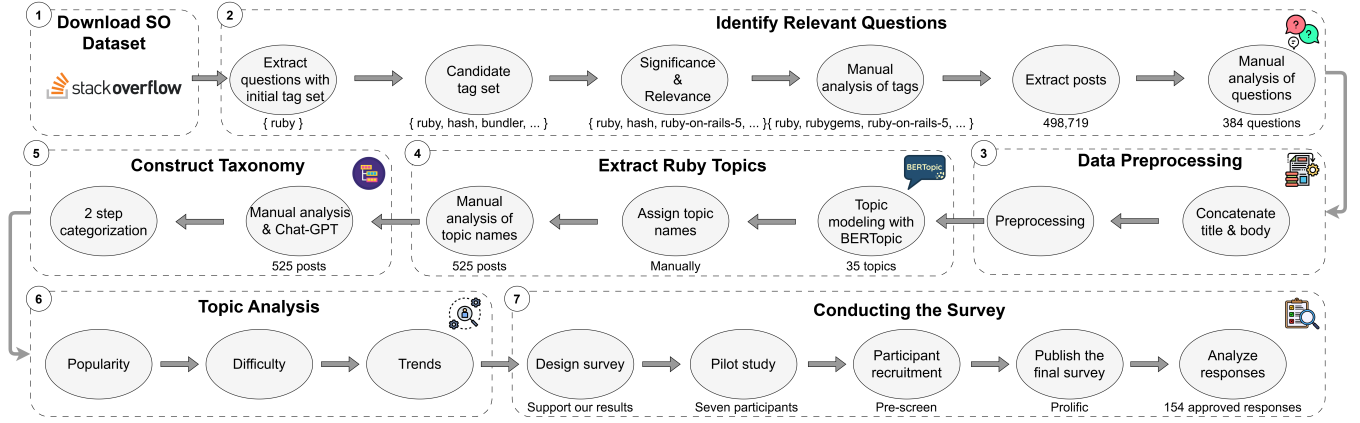 1
Download SO
Dataset
stackoverflow
2
Identify Relevant Questions
? ?
Extract
questions with
initial tag set
{ ruby }
Candidate
tag set
{ ruby, hash, bundler, ... }
Significance
&
Relevance
{ ruby, hash, ruby-on-rails-5, ... }
Manual
analysis of tags
{ ruby, rubygems, ruby-on-rails-5, ... }
Extract posts
498,719
Manual
analysis of
questions
384 questions
3
Data Preprocessing
Concatenate
title & body
Preprocessing
4
Extract Ruby Topics
BERTopic
Topic
modeling with
BERTopic
35 topics
Assign topic
names
Manually
Manual
analysis of
topic names
525 posts
5
Construct Taxonomy
Manual analysis
& Chat-GPT
525 posts
2 step
categorization
6
Topic Analysis
Popularity
Difficulty
Trends
7
Conducting the Survey
Design survey
Support our results
Pilot study
Seven participants
Participant
recruitment
Pre-screen
Publish the
final survey
Prolific
Analyze
responses
154 approved responses